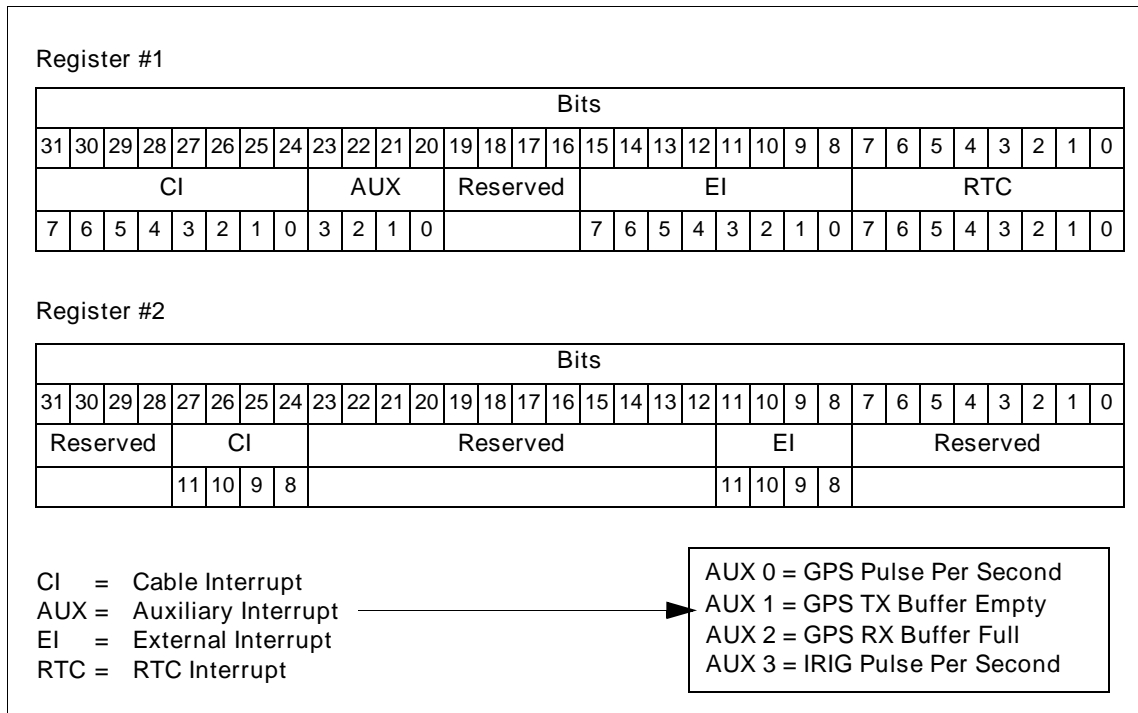 Register #1
Bits
31 30 29 28 27 26 25 24 23 22 21 20 19 18 17 16 15 14 13 12 11 10 9 8 7 6 5 4 3 2 1 0
CI AUX Reserved EI RTC
7 6 5 4 3 2 1 0 3 2 1 0 7 6 5 4 3 2 1 0 7 6 5 4 3 2 1 0
Register #2
Bits
31 30 29 28 27 26 25 24 23 22 21 20 19 18 17 16 15 14 13 12 11 10 9 8 7 6 5 4 3 2 1 0
Reserved CI Reserved EI Reserved
11 10 9 8 11 10 9 8
CI = Cable Interrupt
AUX = Auxiliary Interrupt
EI = External Interrupt
RTC = RTC Interrupt
AUX 0 = GPS Pulse Per Second
AUX 1 = GPS TX Buffer Empty
AUX 2 = GPS RX Buffer Full
AUX 3 = IRIG Pulse Per Second